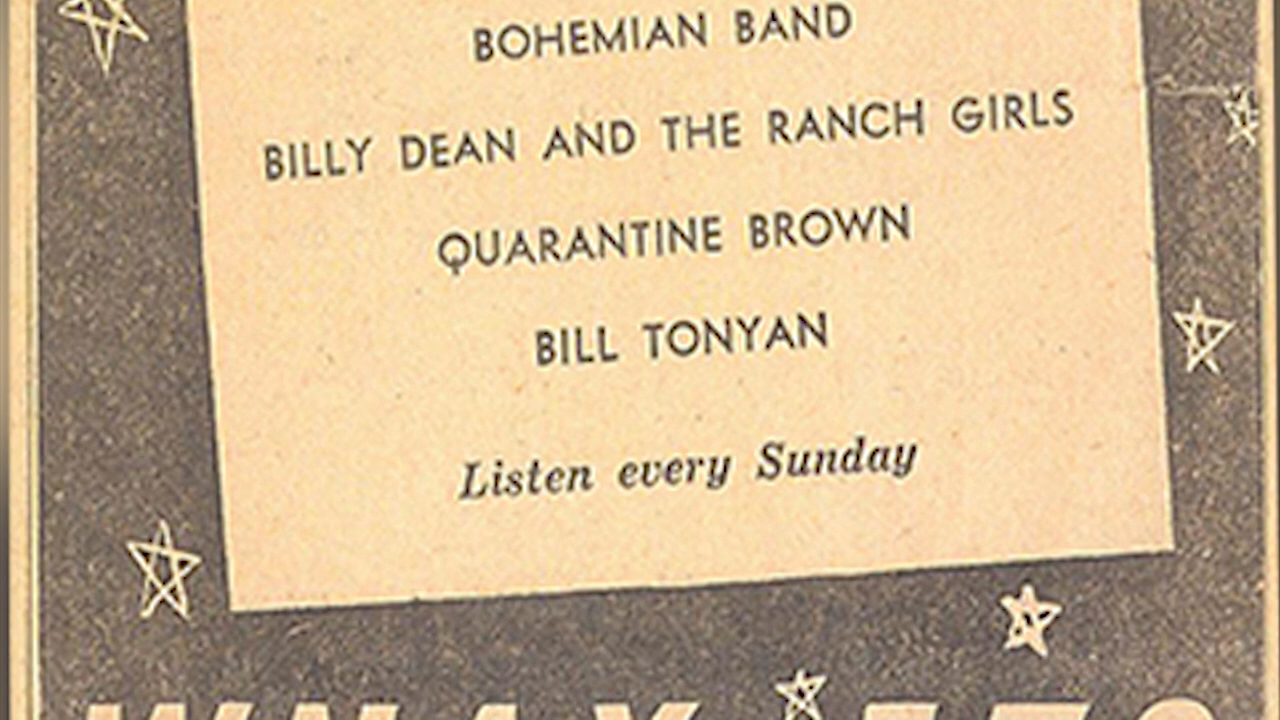 BOHEMIAN BAND
BILLY DEAN AND THE RANCH GIRLS
QUARANTINE BROWN
BILL TONYAN
Listen every Sunday